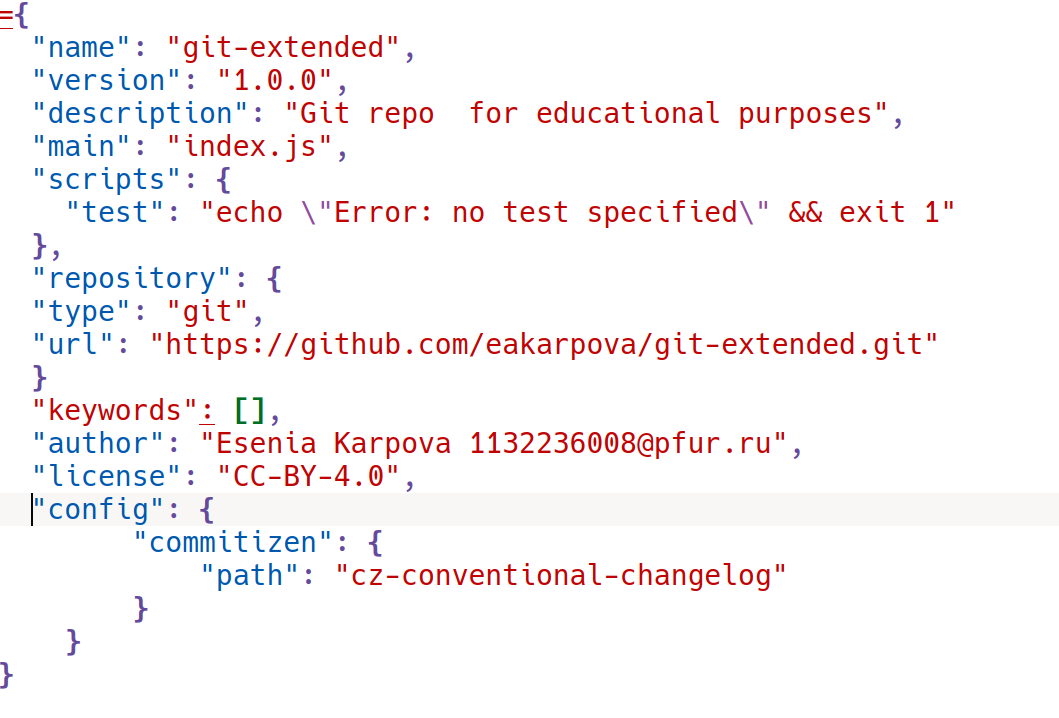 ={
  "name": "git-extended",
  "version": "1.0.0",
  "description": "Git repo  for educational purposes",
  "main": "index.js",
  "scripts": {
    "test": "echo \"Error: no test specified\" && exit 1"
  },
  "repository": {
  "type": "git",
  "url": "https://github.com/eakarpova/git-extended.git"
  }
  "keywords": [],
  "author": "Esenia Karpova 1132236008@pfur.ru",
  "license": "CC-BY-4.0",
  "config": {
        "commitizen": {
            "path": "cz-conventional-changelog"
        }
    }
}